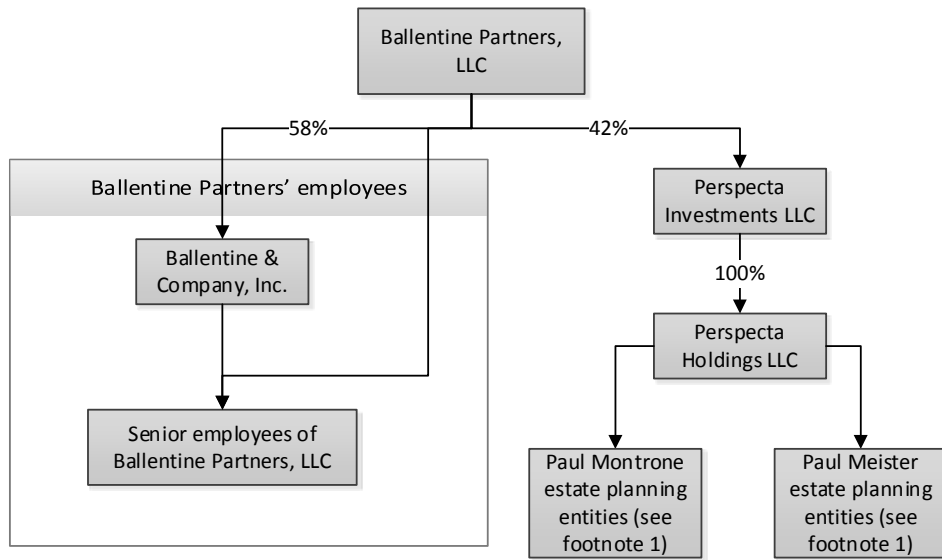 Ballentine Partners,
LLC
58%
42%
Ballentine Partners’ employees
Perspecta
Investments LLC
Ballentine &
Company, Inc.
100%
Perspecta
Holdings LLC
Senior employees of
Ballentine Partners, LLC
Paul Montrone
estate planning
entities (see
footnote 1)
Paul Meister
estate planning
entities (see
footnote 1)